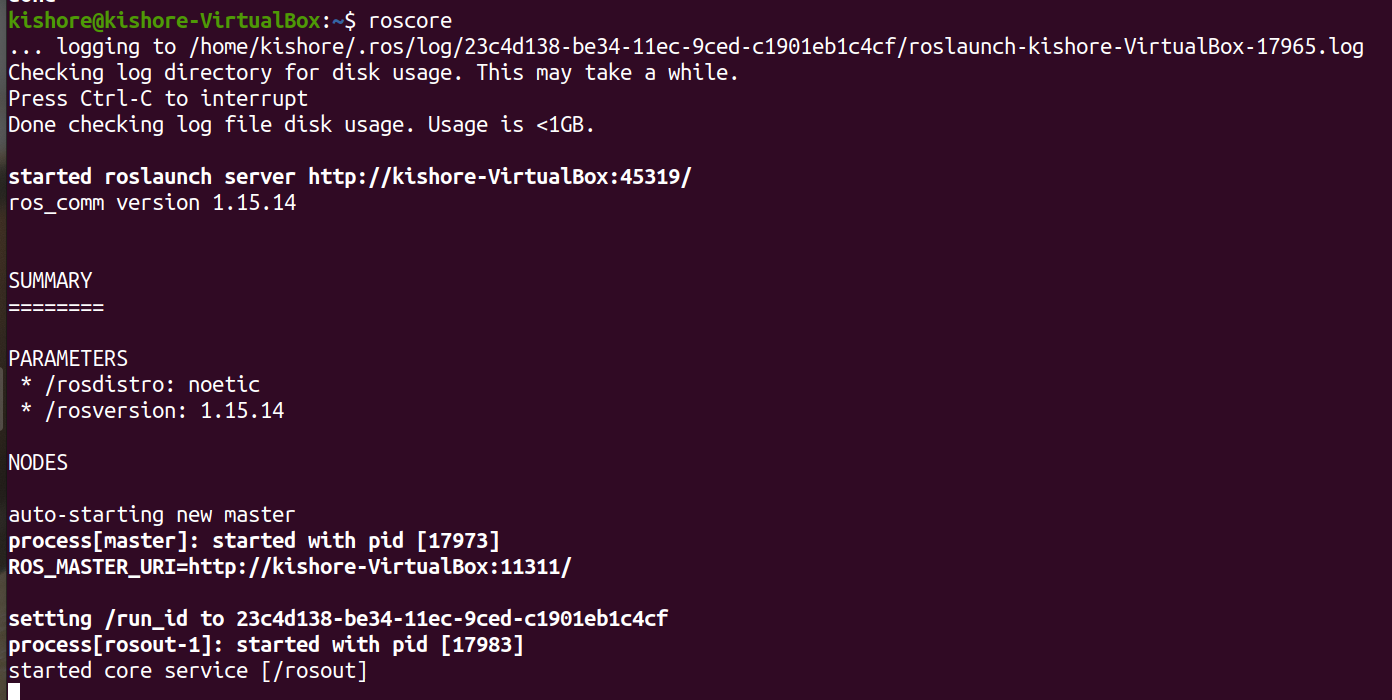 done
kishore@kishore-VirtualBox:~$ roscore
... logging to /home/kishore/.ros/log/23c4d138-be34-11ec-9ced-c1901eb1c4cf/roslaunch-kishore-VirtualBox-17965.log
Checking log directory for disk usage. This may take a while.
Press Ctrl-C to interrupt
Done checking log file disk usage. Usage is <1GB.
started roslaunch server http://kishore-VirtualBox:45319/
ros_comm version 1.15.14
SUMMARY
========
PARAMETERS
 * /rosdistro: noetic
 * /rosversion: 1.15.14
NODES
auto-starting new master
process[master]: started with pid [17973]
ROS_MASTER_URI=http://kishore-VirtualBox:11311/
setting /run_id to 23c4d138-be34-11ec-9ced-c1901eb1c4cf
process[rosout-1]: started with pid [17983]
started core service [/rosout]